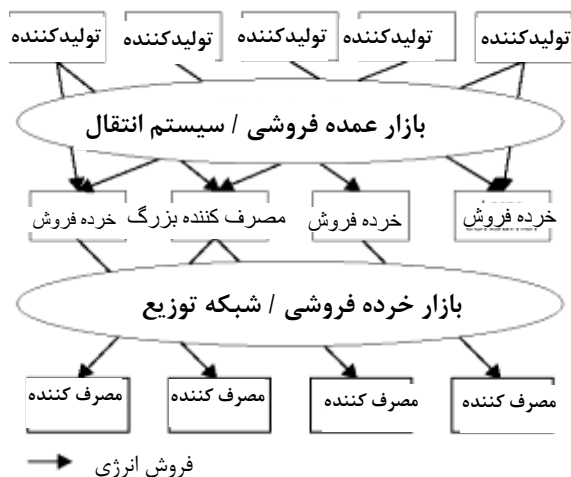 تولیدکننده تولیدکننده تولیدکننده تولیدکننده تولیدکننده
بازار عمده فروشی / سیستم انتقال
خرده فروش خرده فروش مصرف کننده بزرگ خرده فروش
بازار خرده فروشی / شبکه توزیع
مصرف کننده مصرف کننده مصرف کننده مصرف کننده
فروش انرژی